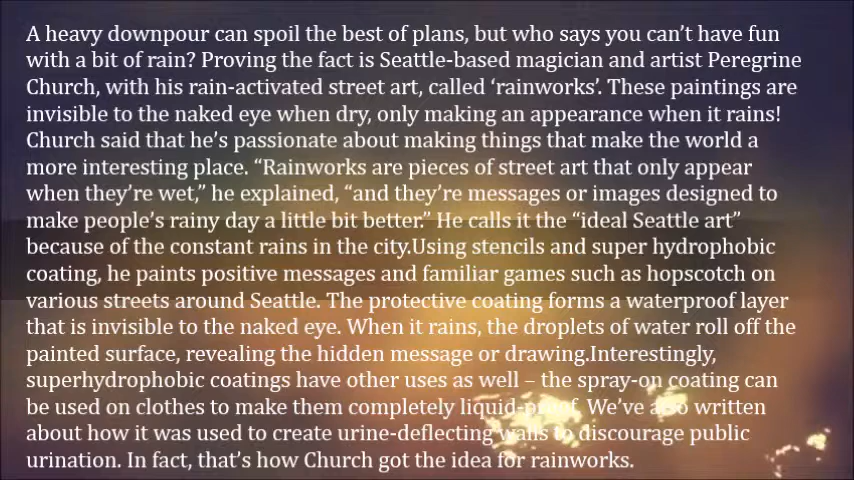 A heavy downpour can spoil the best of plans, but who says you can’t have fun
with a bit of rain? Proving the fact is Seattle-based magician and artist Peregrine
Church, with his rain-activated street art, called ‘rainworks’. These paintings are
invisible to the naked eye when dry, only making an appearance when it rains!
Church said that he’s passionate about making things that make the world a
more interesting place. “Rainworks are pieces of street art that only appear
when they’re wet,” he explained, “and they’re messages or images designed to
make people’s rainy day a little bit better.” He calls it the “ideal Seattle art”
because of the constant rains in the city.Using stencils and super hydrophobic
coating, he paints positive messages and familiar games such as hopscotch on
various streets around Seattle. The protective coating forms a waterproof layer
that is invisible to the naked eye. When it rains, the droplets of water roll off the
painted surface, revealing the hidden message or drawing.Interestingly,
superhydrophobic coatings have other uses as well – the spray-on coating can
be used on clothes to make them completely liquid-proof. We’ve also written
about how it was used to create urine-deflecting walls to discourage public
urination. In fact, that’s how Church got the idea for rainworks.